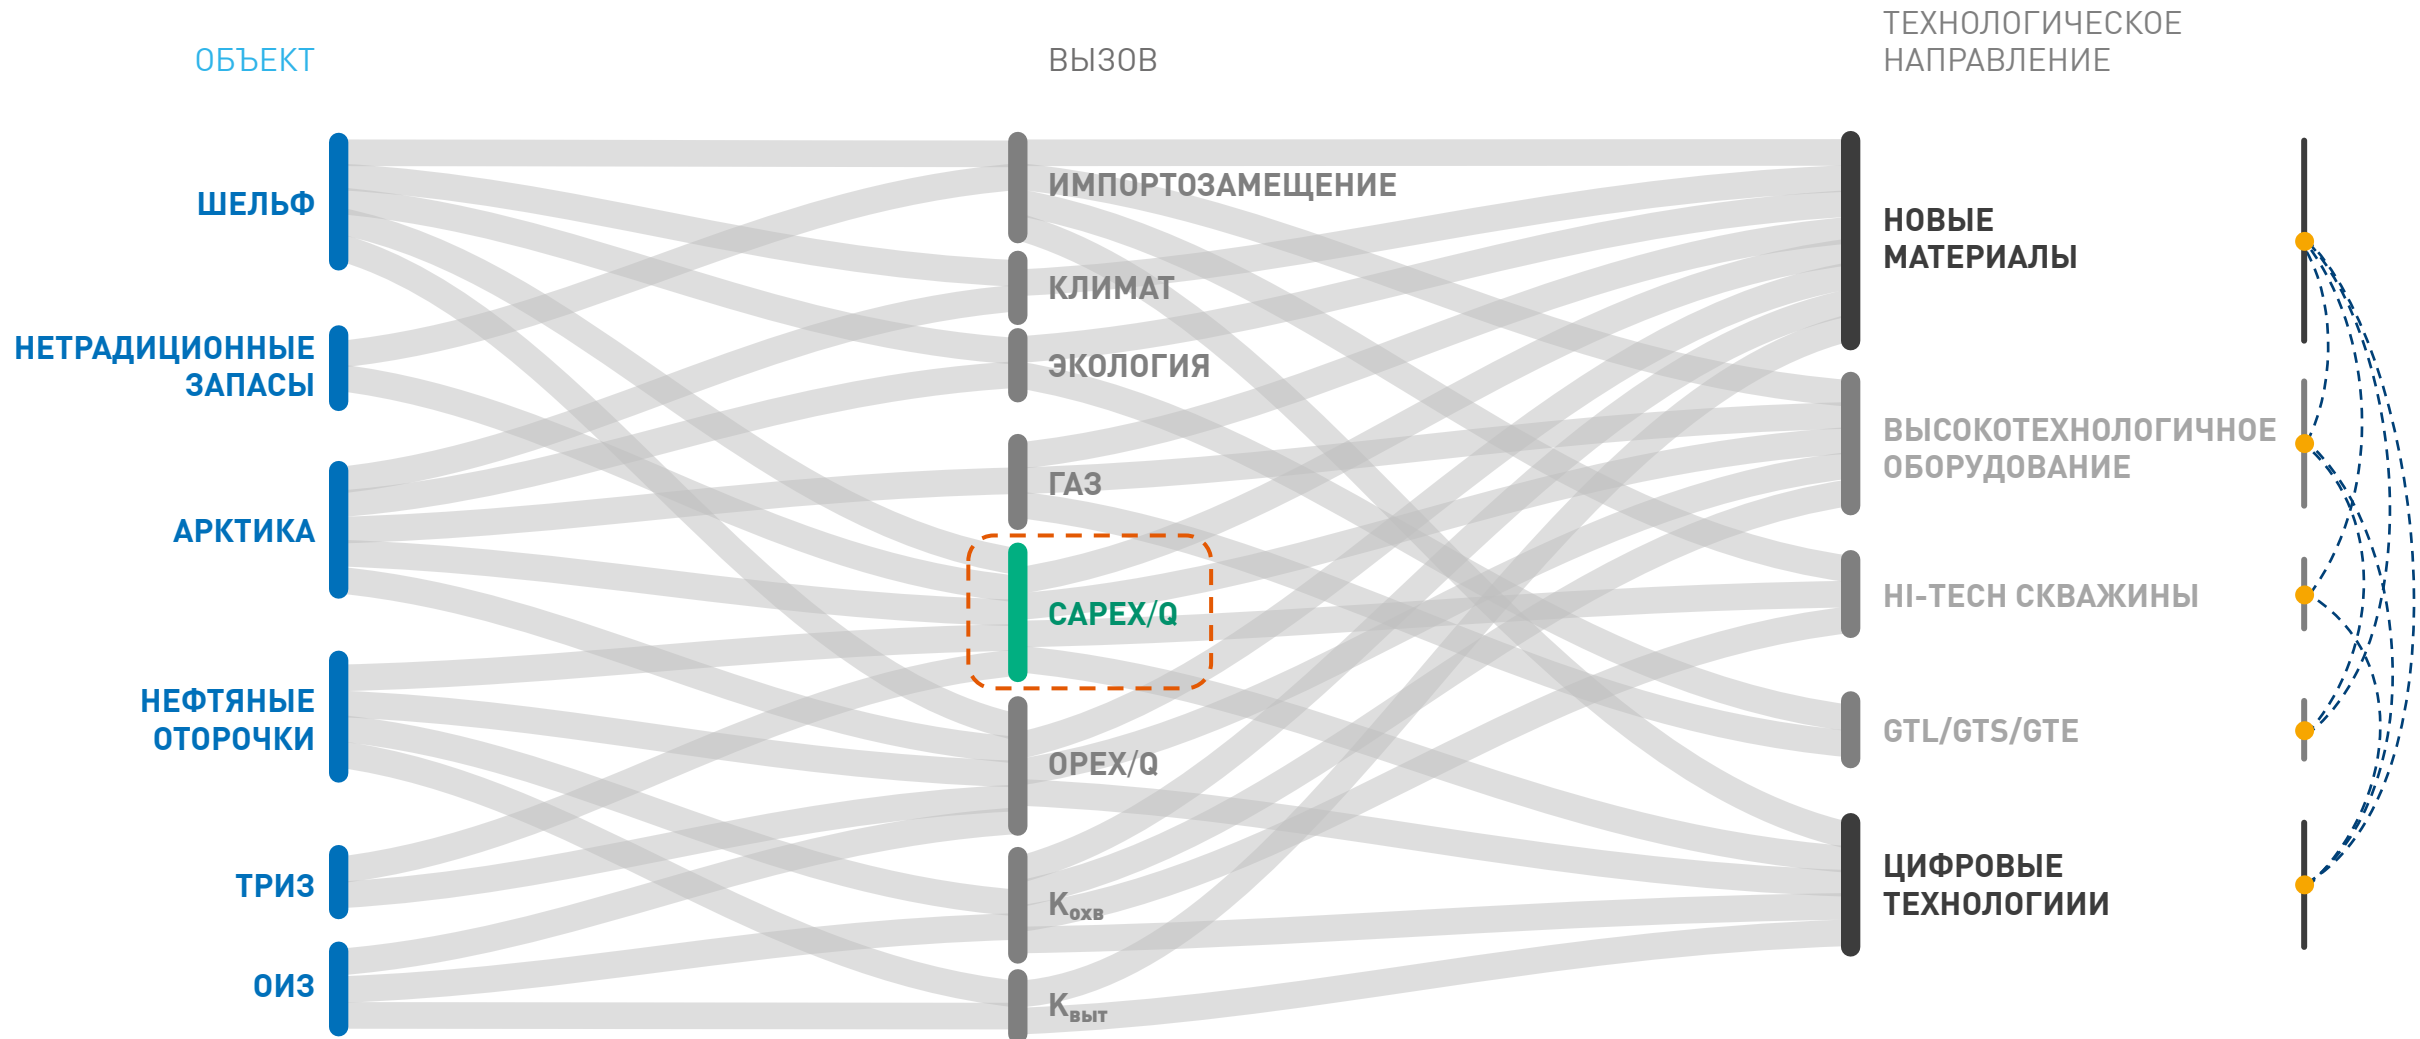 ОБЪЕКТ
ВЫЗОВ
ТЕХНОЛОГИЧЕСКОЕ
НАПРАВЛЕНИЕ
ШЕЛЬФ
НЕТРАДИЦИОННЫЕ
ЗАПАСЫ
АРКТИКА
НЕФТЯНЫЕ
ОТОРОЧКИ
ТРИЗ
ОИЗ
ИМПОРТОЗАМЕЩЕНИЕ
КЛИМАТ
ЭКОЛОГИЯ
ГАЗ
CAPEX/Q
OPEX/Q
Kохв
Kвыт
НОВЫЕ
МАТЕРИАЛЫ
ВЫСОКОТЕХНОЛОГИЧНОЕ
ОБОРУДОВАНИЕ
HI-TECH СКВАЖИНЫ
GTL/GTS/GTE
ЦИФРОВЫЕ
ТЕХНОЛОГИИИ